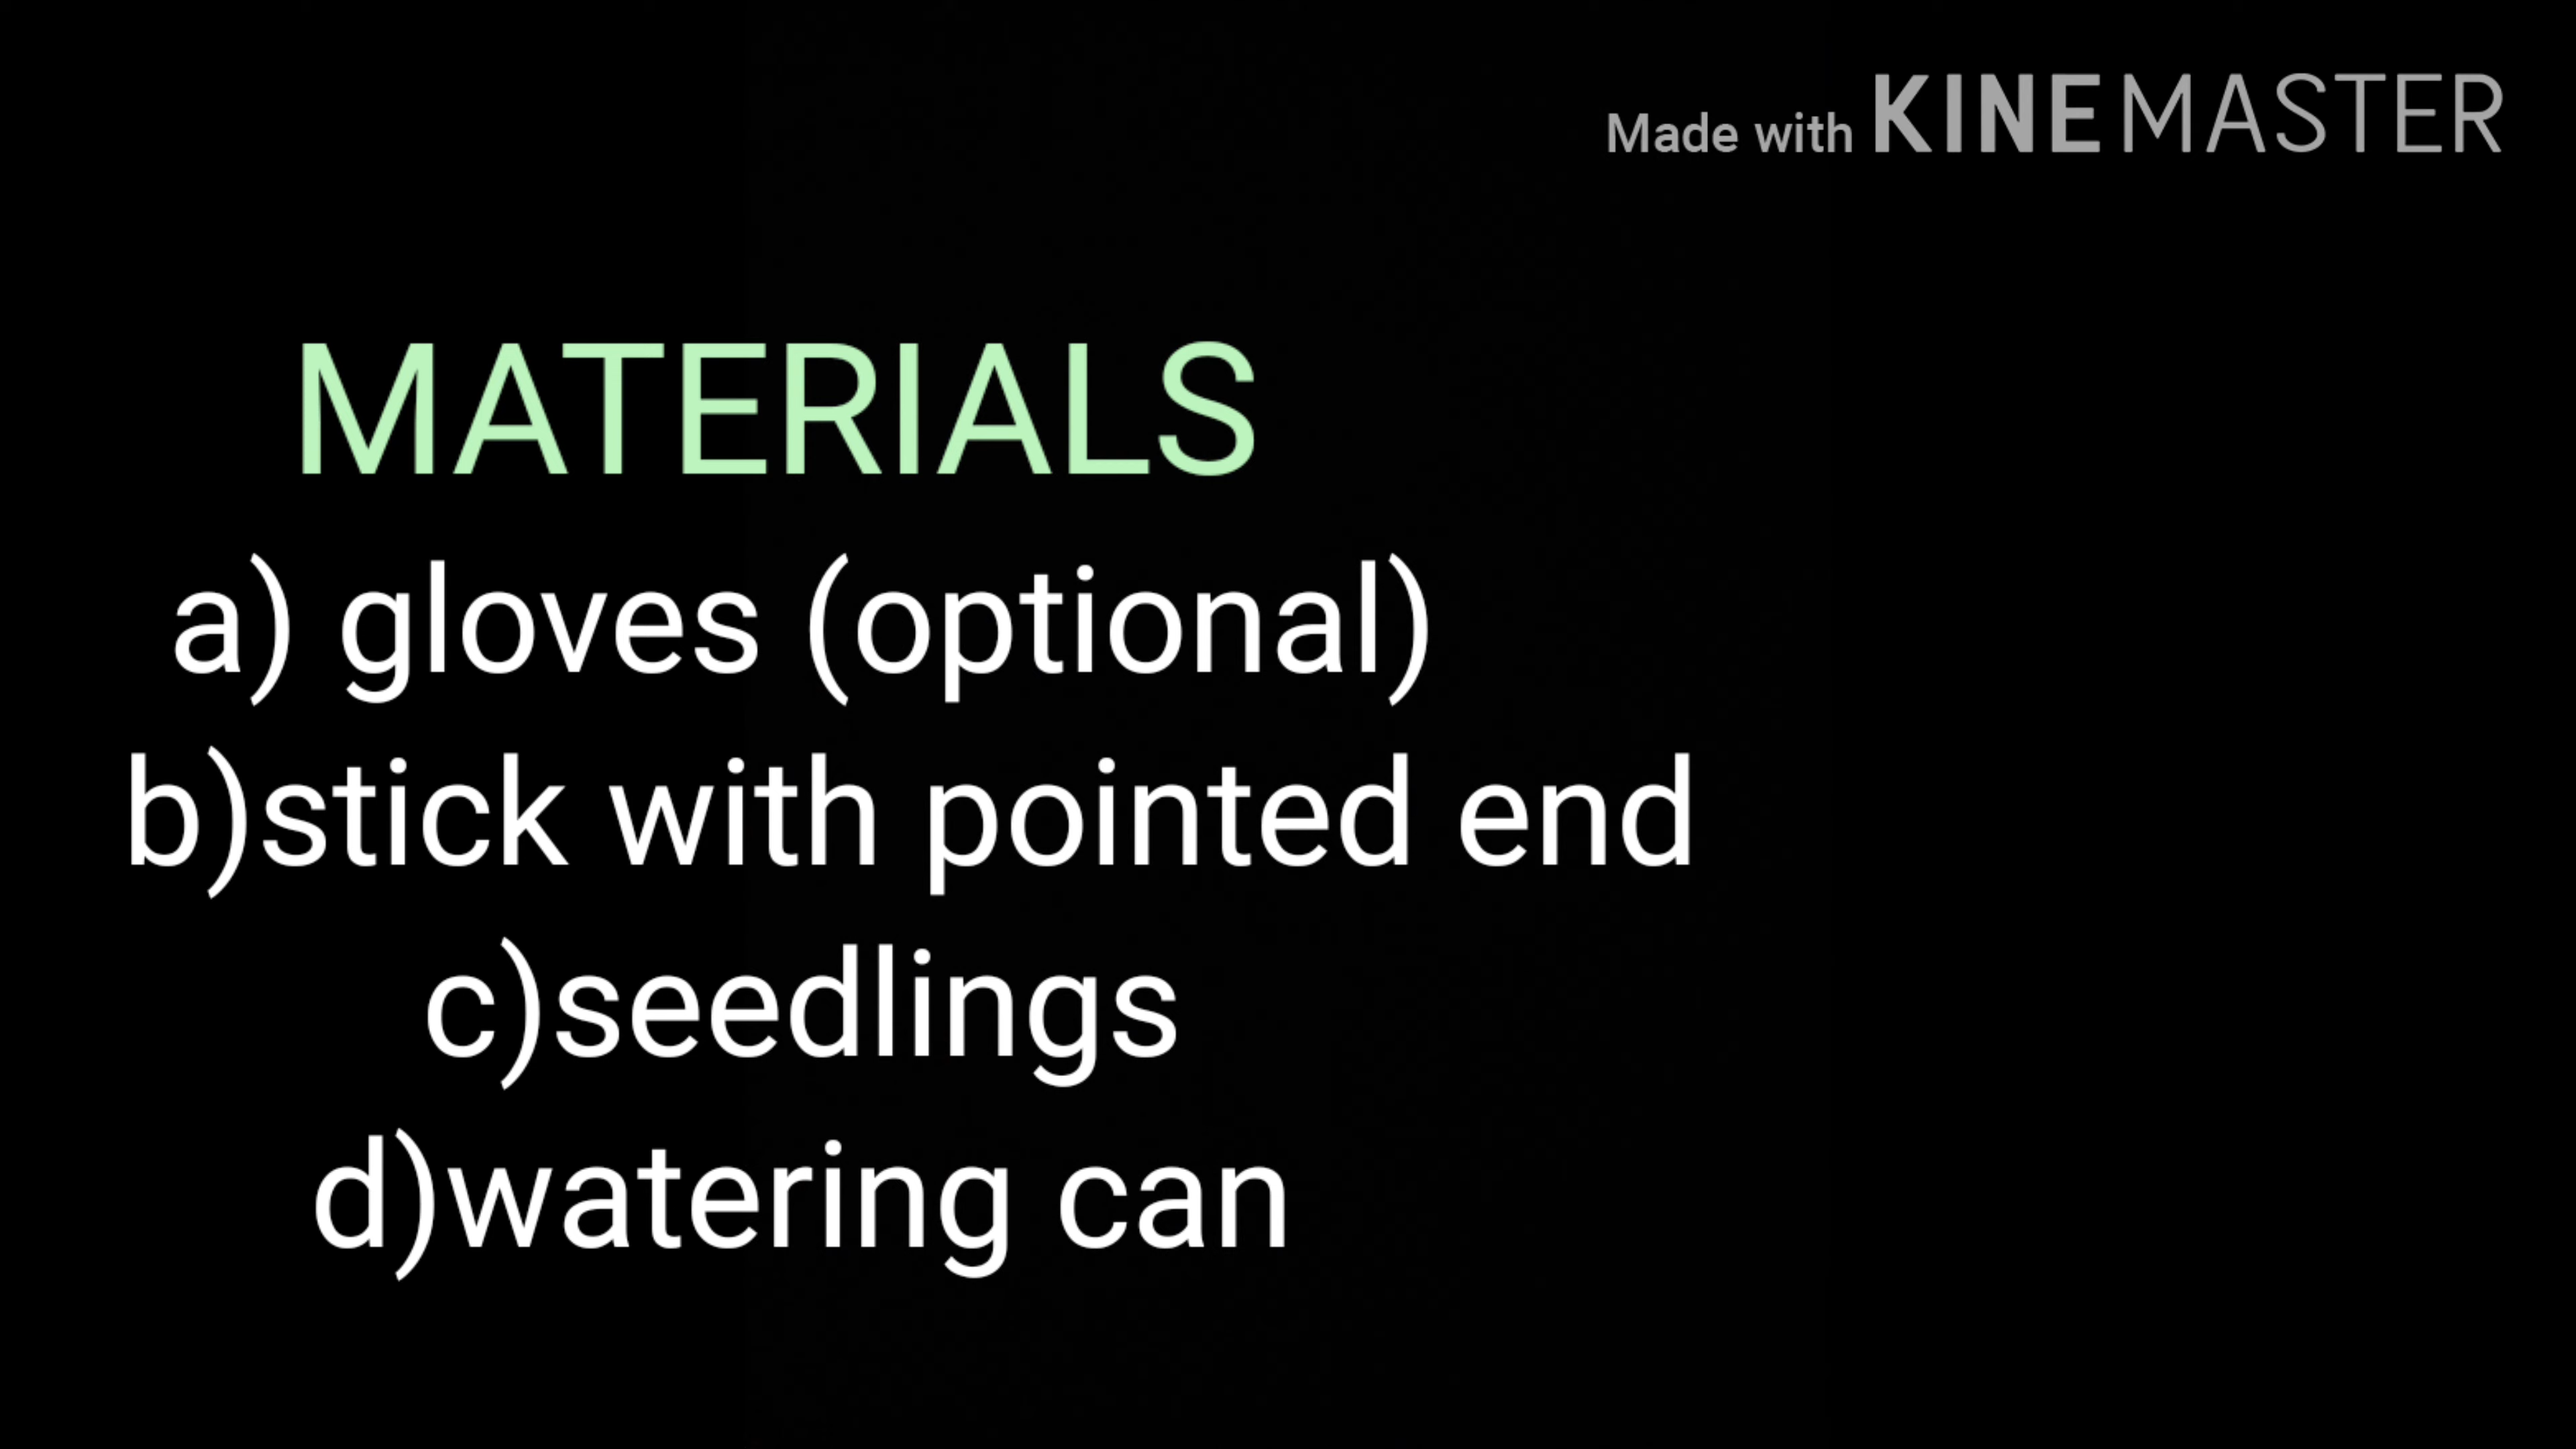 Made with KINEMASTER
MATERIALS
a) gloves (optional)
b)stick with pointed end
c)seedlings
d)watering can